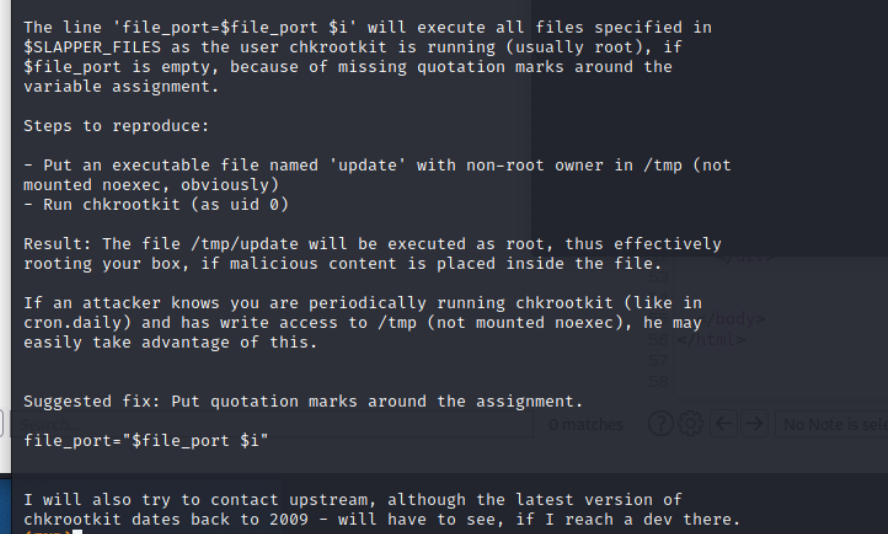 The line 'file_port=$file_port $i' will execute all files specified in
$SLAPPER_FILES as the user chkrootkit is running (usually root), if
$file_port is empty, because of missing quotation marks around the
variable assignment.
Steps to reproduce:
- Put an executable file named 'update' with non-root owner in /tmp (not
mounted noexec, obviously)
- Run chkrootkit (as uid 0)
Result: The file /tmp/update will be executed as root, thus effectively
rooting your box, if malicious content is placed inside the file.
If an attacker knows you are periodically running chkrootkit (like in
cron.daily) and has write access to /tmp (not mounted noexec), he may
easily take advantage of this.
/body>
56 </html>
57
58
Suggested fix: Put quotation marks around the assignment.
Search...
0 matches
No Note is sele
file_port="$file_port $i"
I will also try to contact upstream, although the latest version of
chkrootkit dates back to 2009 - will have to see, if I reach a dev there.